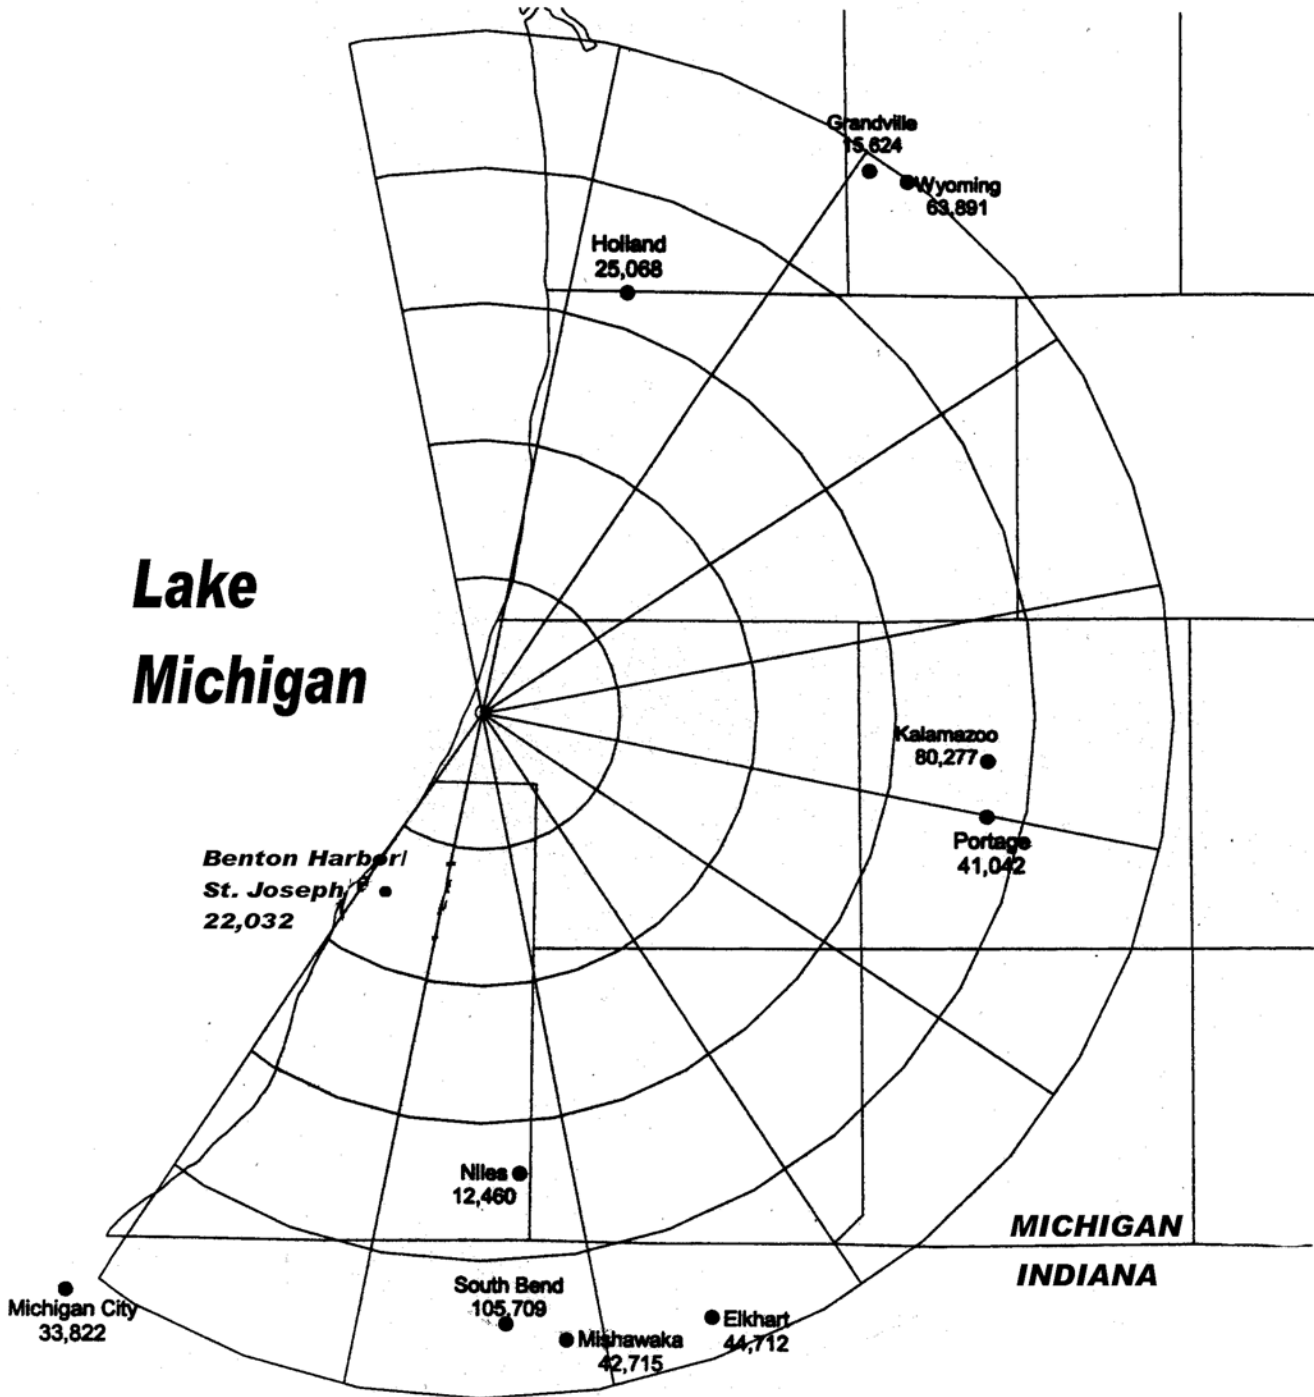 Grandville
15,624
Wyoming
63,891
Holland
25,068
Lake
Michigan
Kalamazoo
80,277
Portage
41,042
Benton Harbor/
St. Joseph
22,032
Niles
12,460
MICHIGAN
INDIANA
South Bend
105,709
Michigan City
33,822
Mishawaka
42,715
Elkhart
44,712